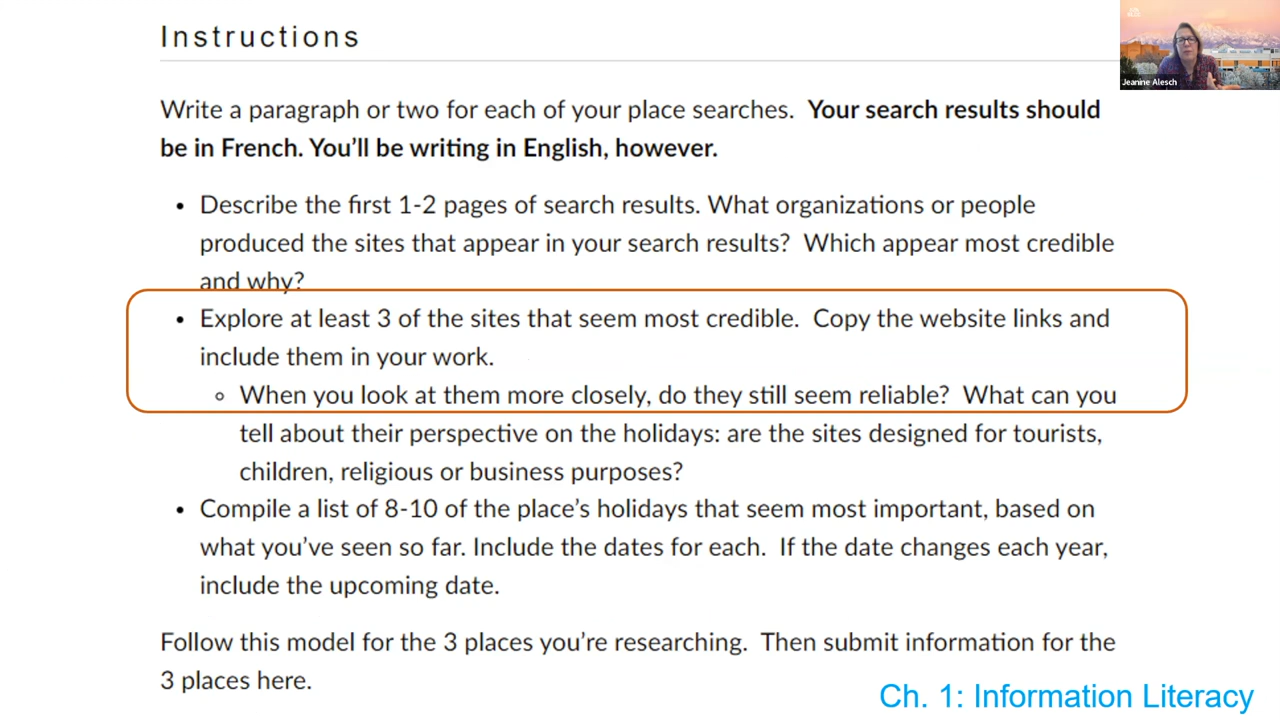 Instructions
Jeanine Alesch
Write a paragraph or two for each of your place searches. Your search results should
be in French. You'll be writing in English, however.
• Describe the first 1-2 pages of search results. What organizations or people
produced the sites that appear in your search results? Which appear most credible
and why?
• Explore at least 3 of the sites that seem most credible. Copy the website links and
include them in your work.
◦ When you look at them more closely, do they still seem reliable? What can you
tell about their perspective on the holidays: are the sites designed for tourists,
children, religious or business purposes?
• Compile a list of 8-10 of the place's holidays that seem most important, based on
what you've seen so far. Include the dates for each. If the date changes each year,
include the upcoming date.
Follow this model for the 3 places you're researching. Then submit information for the
3 places here.
Ch. 1: Information Literacy